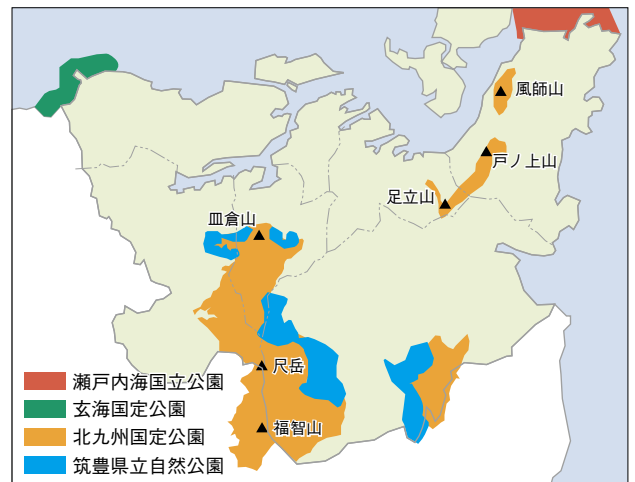 風師山
戸ノ上山
足立山
皿倉山
尺岳
福智山
瀬戸内海国立公園
玄海国定公園
北九州国定公園
筑豊県立自然公園